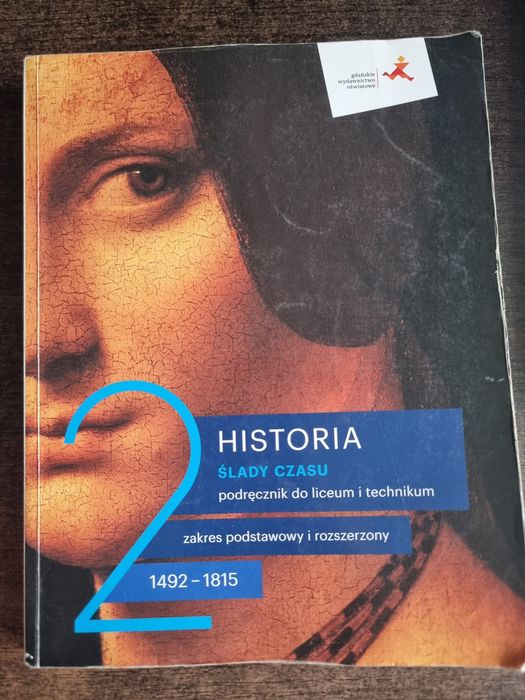 gdańskie
wydawnictwo
oświatowe
2
HISTORIA
ŚLADY CZASU
podręcznik do liceum i technikum
zakres podstawowy i rozszerzony
1492 – 1815